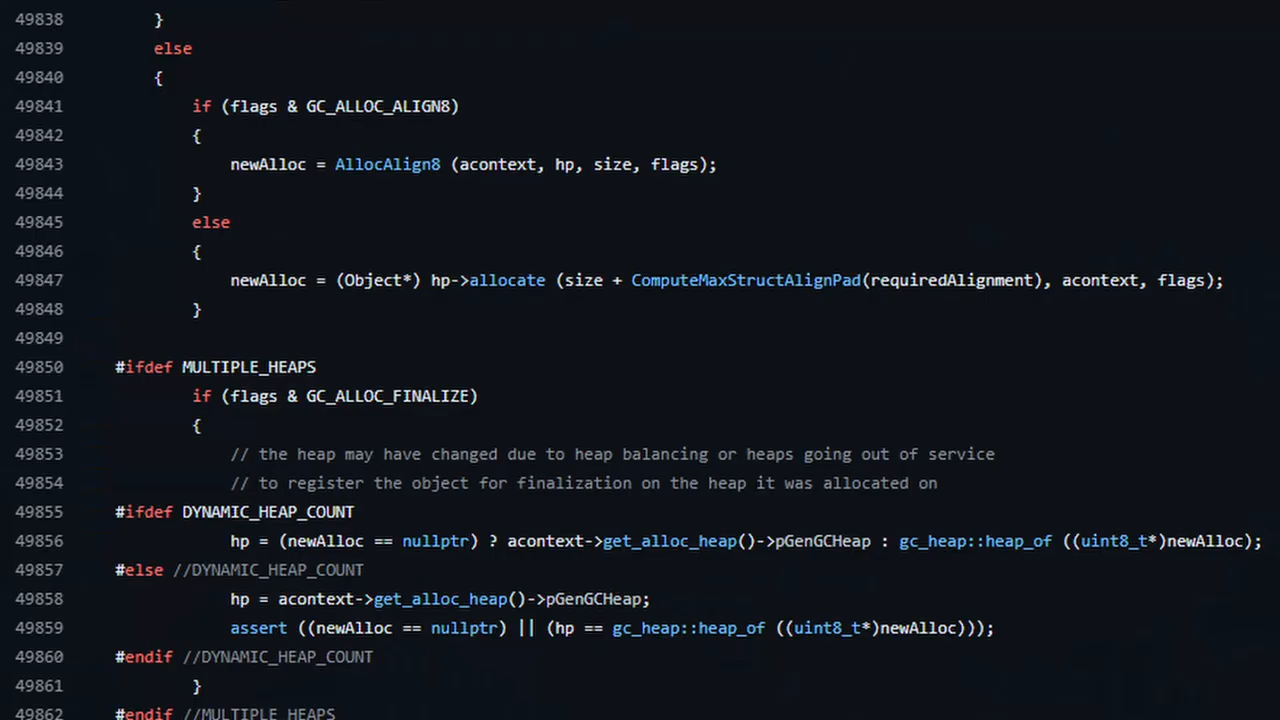 49838 }
49839 else
49840 {
49841 if (flags & GC_ALLOC_ALIGN8)
49842 {
49843 newAlloc = AllocAlign8 (acontext, hp, size, flags);
49844 }
49845 else
49846 {
49847 newAlloc = (Object*) hp->allocate (size + ComputeMaxStructAlignPad(requiredAlignment), acontext, flags);
49848 }
49849
49850 #ifdef MULTIPLE_HEAPS
49851 if (flags & GC_ALLOC_FINALIZE)
49852 {
49853 // the heap may have changed due to heap balancing or heaps going out of service
49854 // to register the object for finalization on the heap it was allocated on
49855 #ifdef DYNAMIC_HEAP_COUNT
49856 hp = (newAlloc == nullptr) ? acontext->get_alloc_heap()->pGenGCHeap : gc_heap::heap_of ((uint8_t*)newAlloc);
49857 #else //DYNAMIC_HEAP_COUNT
49858 hp = acontext->get_alloc_heap()->pGenGCHeap;
49859 assert ((newAlloc == nullptr) || (hp == gc_heap::heap_of ((uint8_t*)newAlloc)));
49860 #endif //DYNAMIC_HEAP_COUNT
49861 }
49862 #endif //MULTIPLE_HEAPS